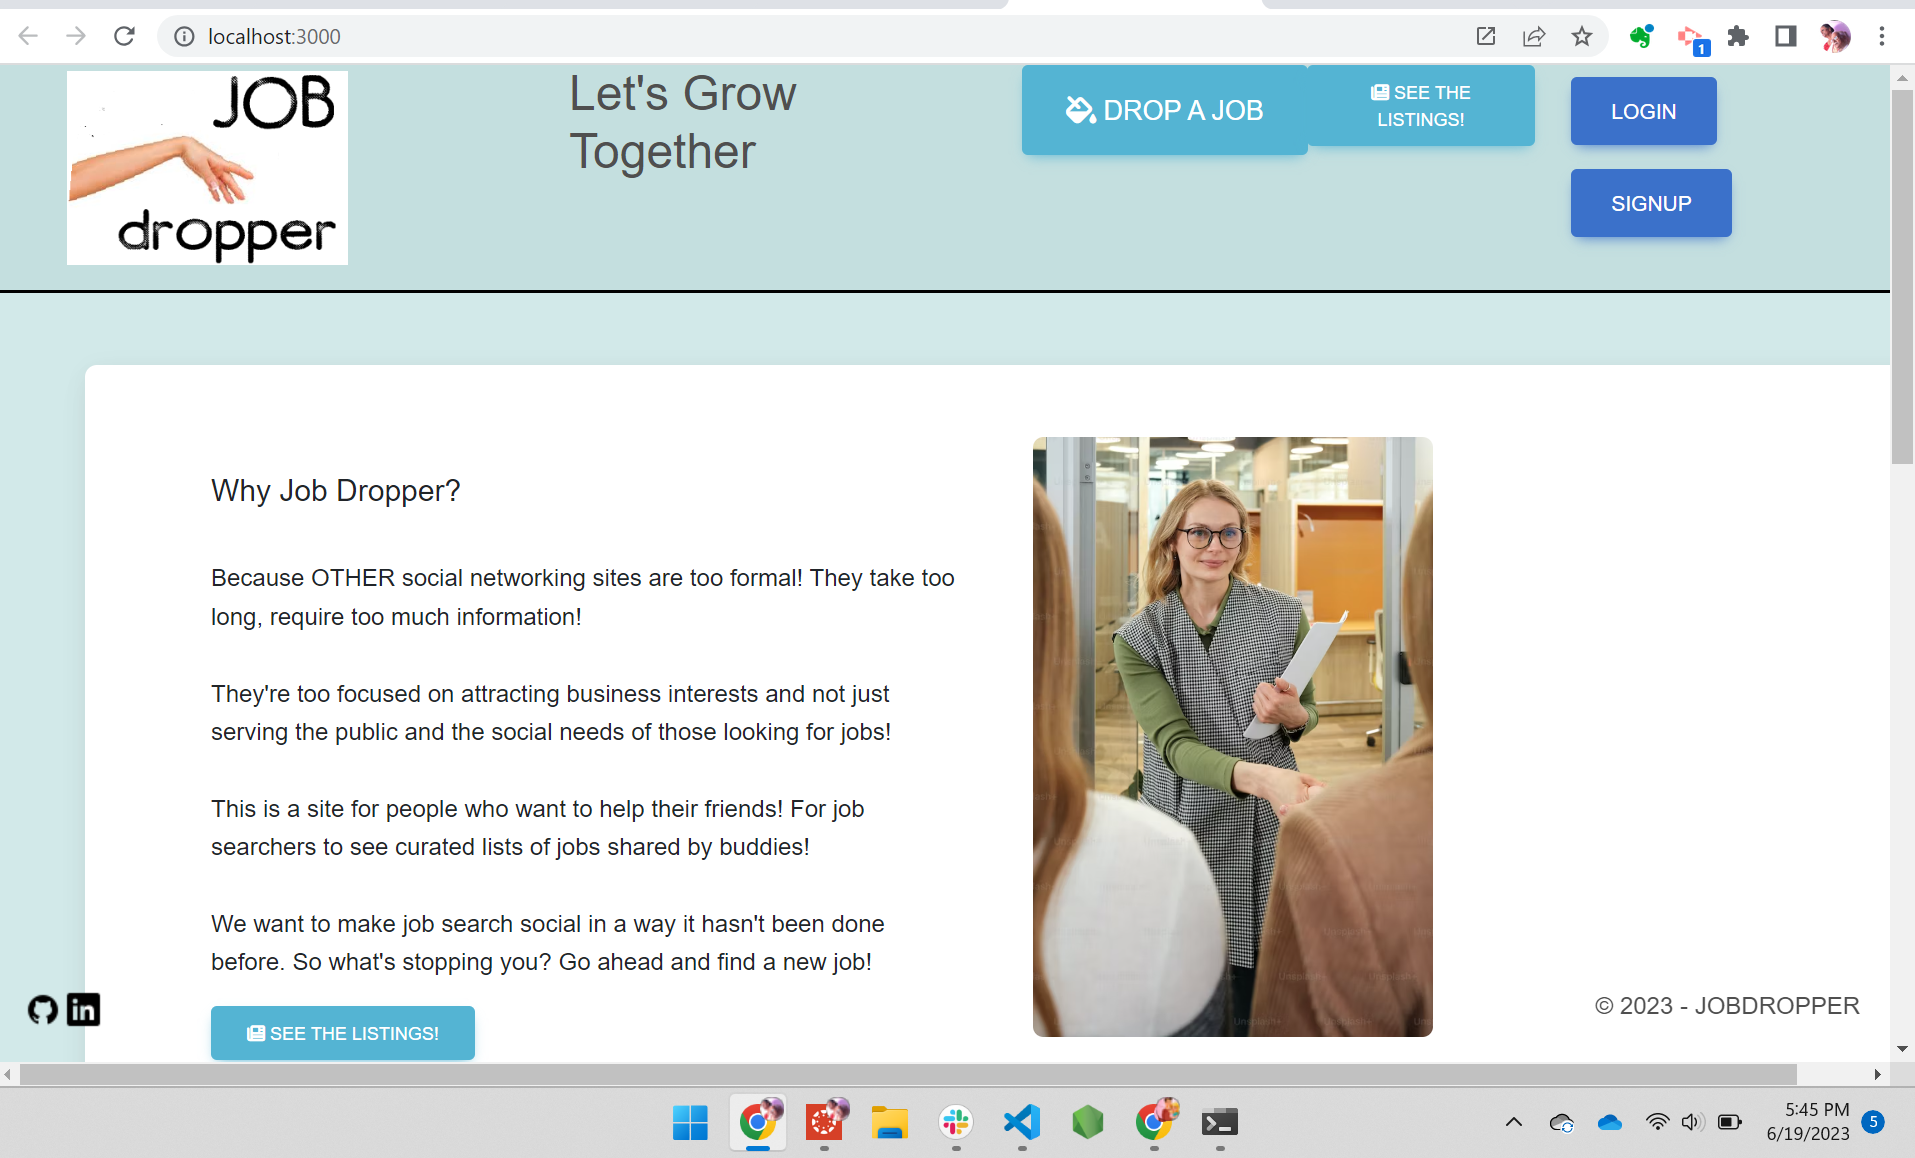 localhost:3000
1
JOB
dropper
Let's Grow
Together
DROP A JOB
SEE THE
LISTINGS!
LOGIN
SIGNUP
Why Job Dropper?
Because OTHER social networking sites are too formal! They take too
long, require too much information!
They're too focused on attracting business interests and not just
serving the public and the social needs of those looking for jobs!
This is a site for people who want to help their friends! For job
searchers to see curated lists of jobs shared by buddies!
We want to make job search social in a way it hasn't been done
before. So what's stopping you? Go ahead and find a new job!
SEE THE LISTINGS!
Unsplash+
in
© 2023 - JOBDROPPER
5:45 PM
6/19/2023
5